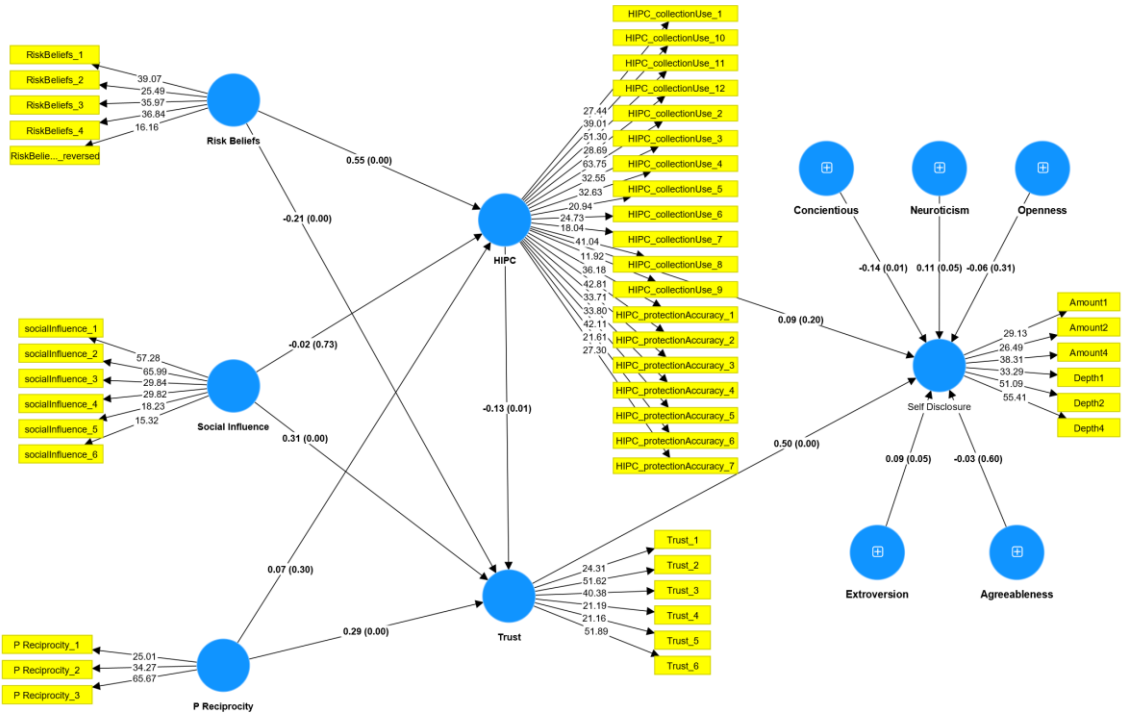 RiskBeliefs_1
RiskBeliefs_2
RiskBeliefs_3
RiskBeliefs_4
RiskBelie..._reversed
39.07
25.49
35.97
36.84
16.16
Risk Beliefs
0.55 (0.00)
-0.21 (0.00)
socialInfluence_1
socialInfluence_2
socialInfluence_3
socialInfluence_4
socialInfluence_5
socialInfluence_6
57.28
65.99
29.84
29.82
18.23
15.32
Social Influence
-0.02 (0.73)
0.31 (0.00)
P Reciprocity_1
P Reciprocity_2
P Reciprocity_3
25.01
34.27
65.67
P Reciprocity
0.07 (0.30)
0.29 (0.00)
HIPC
-0.13 (0.01)
27.44
39.01
51.30
28.69
63.75
32.55
32.63
20.94
24.73
18.04
41.04
11.92
36.18
42.81
33.71
33.80
42.11
21.61
27.30
HIPC_collectionUse_1
HIPC_collectionUse_10
HIPC_collectionUse_11
HIPC_collectionUse_12
HIPC_collectionUse_2
HIPC_collectionUse_3
HIPC_collectionUse_4
HIPC_collectionUse_5
HIPC_collectionUse_6
HIPC_collectionUse_7
HIPC_collectionUse_8
HIPC_collectionUse_9
HIPC_protectionAccuracy_1
HIPC_protectionAccuracy_2
HIPC_protectionAccuracy_3
HIPC_protectionAccuracy_4
HIPC_protectionAccuracy_5
HIPC_protectionAccuracy_6
HIPC_protectionAccuracy_7
0.09 (0.20)
Trust
24.31
51.62
40.38
21.19
21.16
51.89
Trust_1
Trust_2
Trust_3
Trust_4
Trust_5
Trust_6
0.50 (0.00)
Concientious
Neuroticism
Openness
-0.14 (0.01)
0.11 (0.05)
-0.06 (0.31)
Self Disclosure
29.13
26.49
38.31
33.29
51.09
55.41
Amount1
Amount2
Amount4
Depth1
Depth2
Depth4
0.09 (0.05)
-0.03 (0.60)
Extroversion
Agreeableness